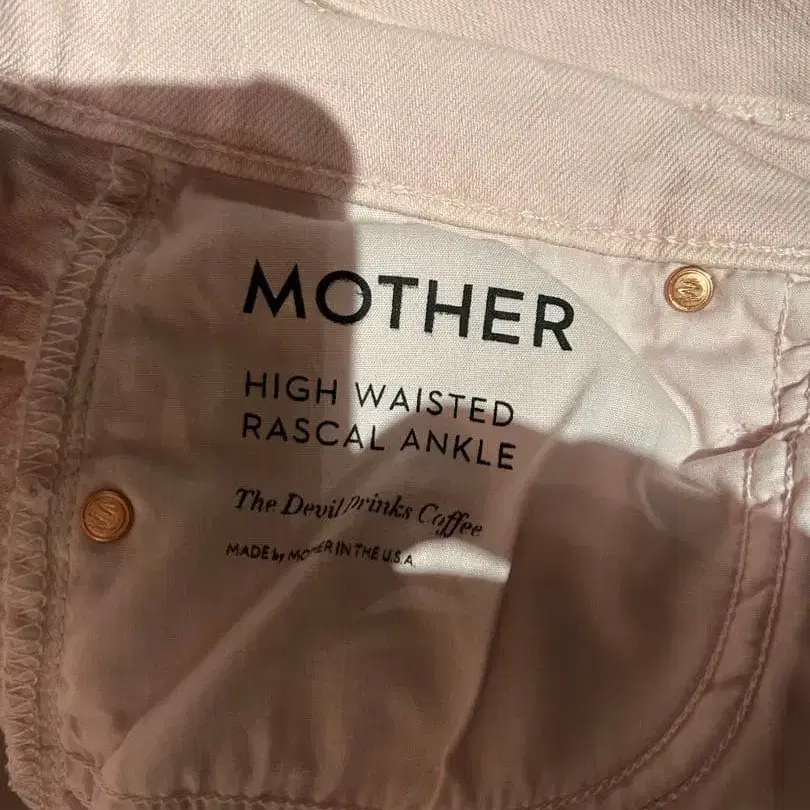 MOTHER
HIGH WAISTED
RASCAL ANKLE
The Devil Drinks Coffee
MADE by MOTHER IN THE U.S.A